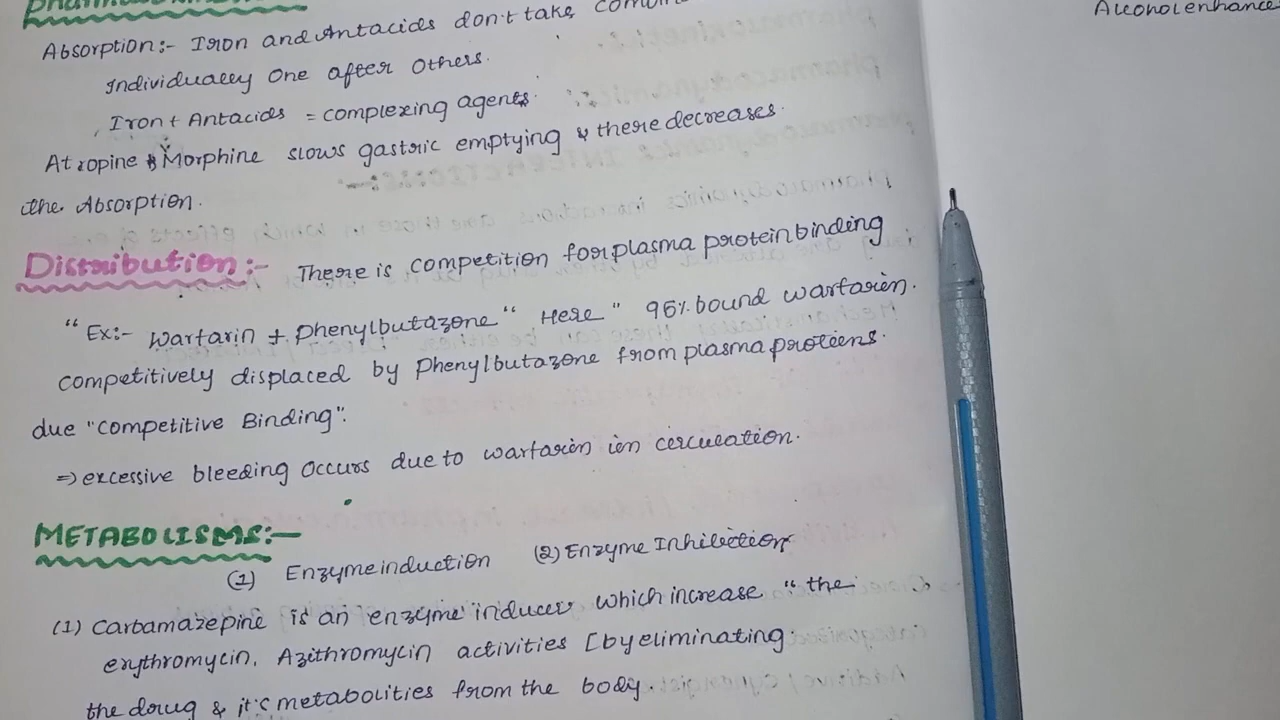 Absorption:- Iron and Antacids don't take
Alcohol enhance
Individually One after Others.
Iron + Antacids = complexing agents.
Atropine & Morphine slows gastric emptying & there decreases
the Absorption.
Distribution:- There is competition for plasma protein binding
"Ex:- Warfarin + Phenylbutazone" Here" 96% bound warfarin.
competitively displaced by Phenylbutazone from plasma proteins.
due "competitive Binding".
=> excessive bleeding occurs due to warfarin in circulation.
METABOLISMS:-
(1) Enzyme induction (2) Enzyme Inhibition
(1) Carbamazepine is an enzyme inducer which increase "the
erythromycin, Azithromycin activities [by eliminating
the drug & it's metabolities from the body.